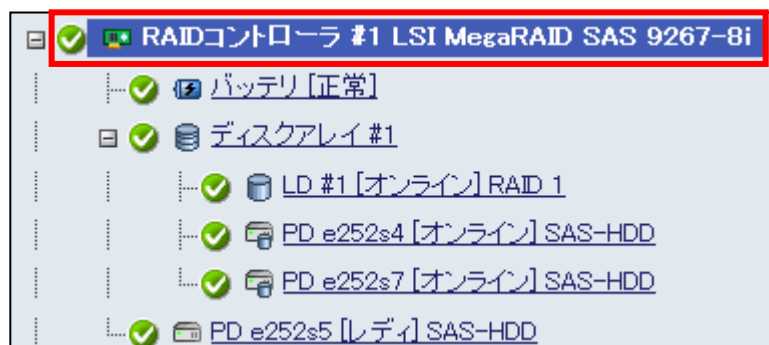 RAIDコントローラ #1 LSI MegaRAID SAS 9267-8i
バッテリ [正常]
ディスクアレイ #1
LD #1 [オンライン] RAID 1
PD e252s4 [オンライン] SAS-HDD
PD e252s7 [オンライン] SAS-HDD
PD e252s5 [レディ] SAS-HDD